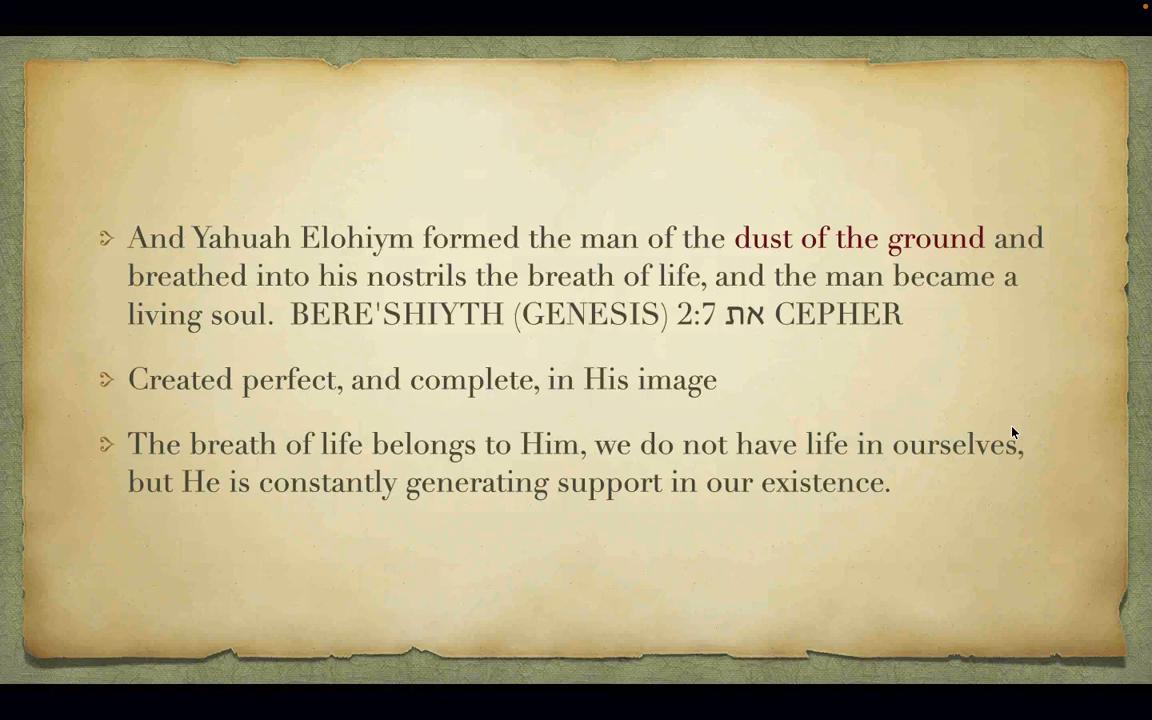 And Yahuah Elohiym formed the man of the dust of the ground and
breathed into his nostrils the breath of life, and the man became a
living soul. BERE'SHIYTH (GENESIS) 2:7 את CEPHER
Created perfect, and complete, in His image
The breath of life belongs to Him, we do not have life in ourselves,
but He is constantly generating support in our existence.